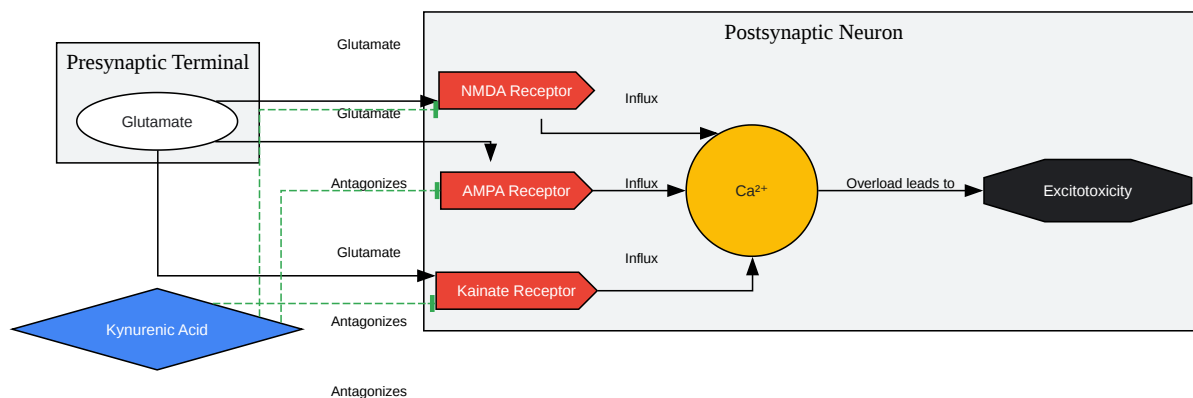 Postsynaptic Neuron
Glutamate
Presynaptic Terminal
NMDA Receptor
Influx
Glutamate
Glutamate
Antagonizes
AMPA Receptor
Influx
Ca²⁺
Overload leads to
Excitotoxicity
Glutamate
Influx
Kainate Receptor
Antagonizes
Kynurenic Acid
Antagonizes